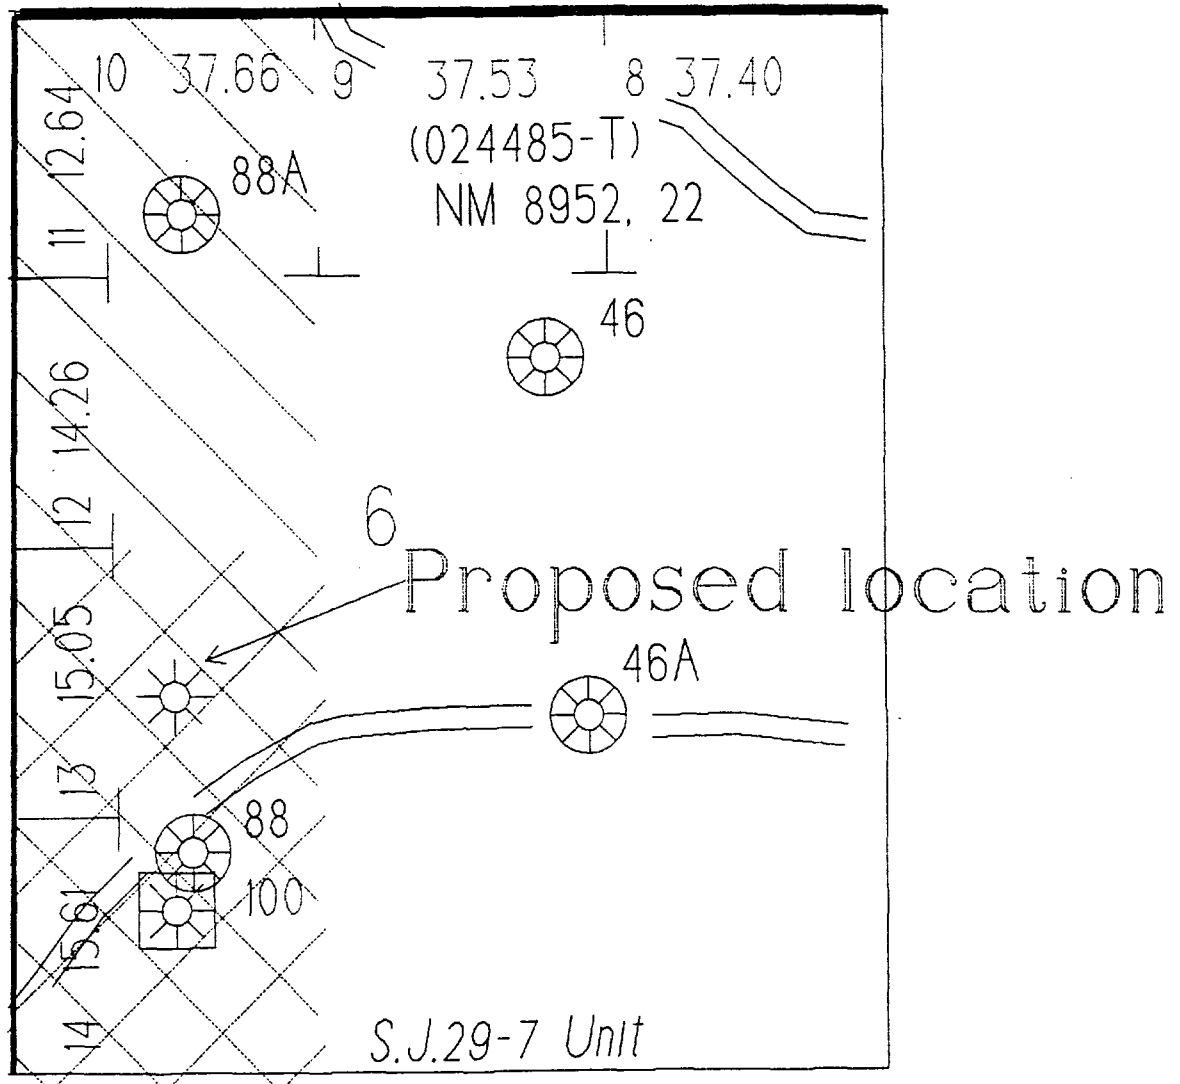 10 37.66 9 37.53 8 37.40
(024485-T)
NM 8952, 22
88A
11 12.64
46
12 14.26
6
Proposed location
46A
13 15.05
88
100
14 15.61
S.J.29-7 Unit